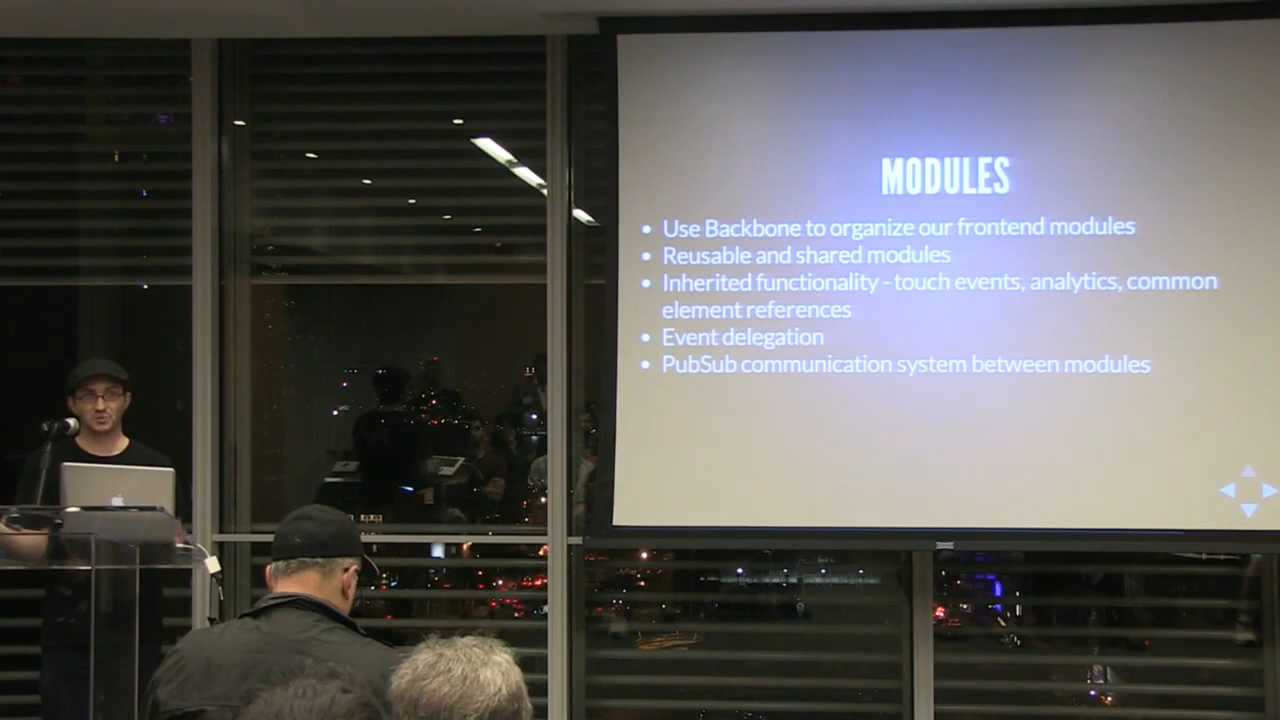 MODULES
• Use Backbone to organize our frontend modules
• Reusable and shared modules
• Inherited functionality - touch events, analytics, common
element references
• Event delegation
• PubSub communication system between modules